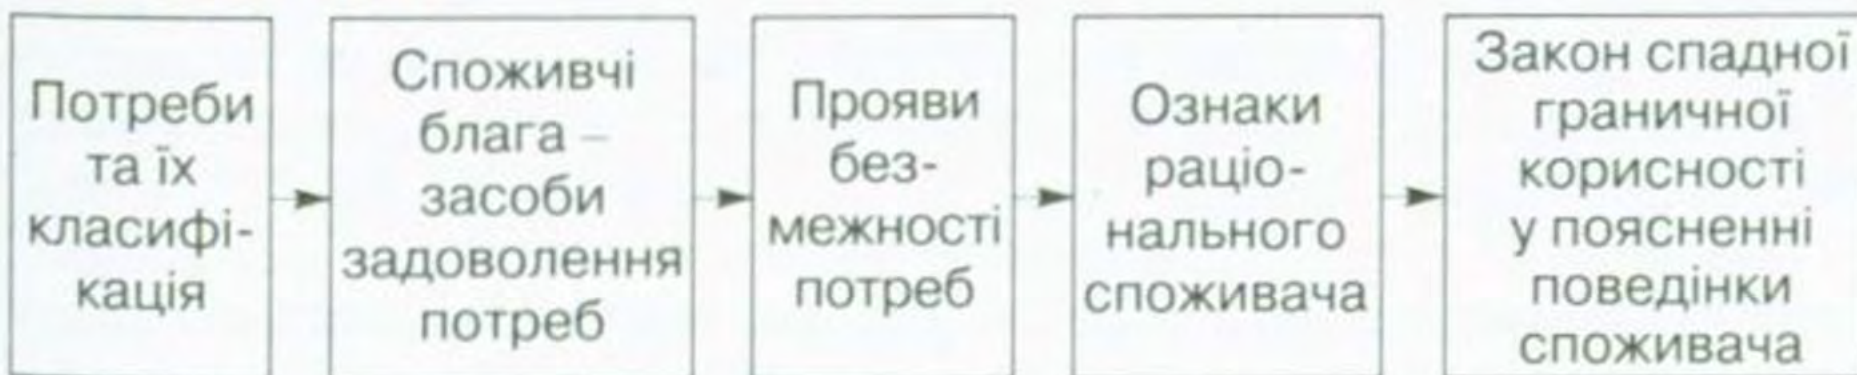 Потреби
та їх
класифі-
кація
Споживчі
блага –
засоби
задоволення
потреб
Прояви
без-
межності
потреб
Ознаки
раціо-
нального
споживача
Закон спадної
граничної
корисності
у поясненні
поведінки
споживача